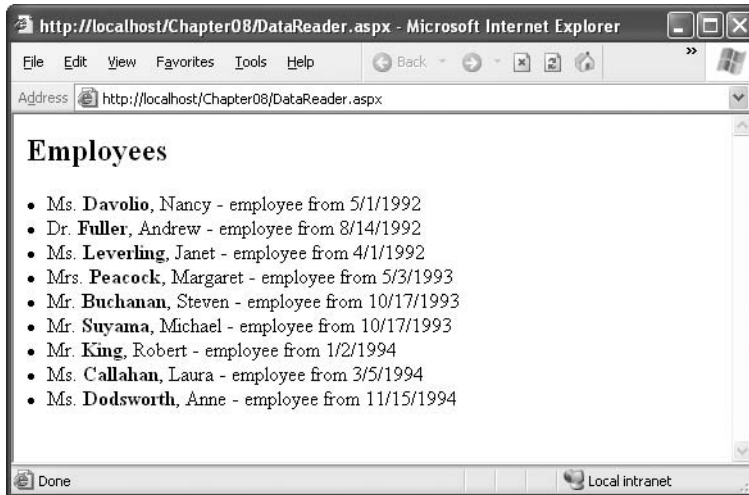 http://localhost/Chapter08/DataReader.aspx - Microsoft Internet Explorer
File Edit View Favorites Tools Help Back »
Address http://localhost/Chapter08/DataReader.aspx
Employees
• Ms. Davolio, Nancy - employee from 5/1/1992
• Dr. Fuller, Andrew - employee from 8/14/1992
• Ms. Leverling, Janet - employee from 4/1/1992
• Mrs. Peacock, Margaret - employee from 5/3/1993
• Mr. Buchanan, Steven - employee from 10/17/1993
• Mr. Suyama, Michael - employee from 10/17/1993
• Mr. King, Robert - employee from 1/2/1994
• Ms. Callahan, Laura - employee from 3/5/1994
• Ms. Dodsworth, Anne - employee from 11/15/1994
Done Local intranet